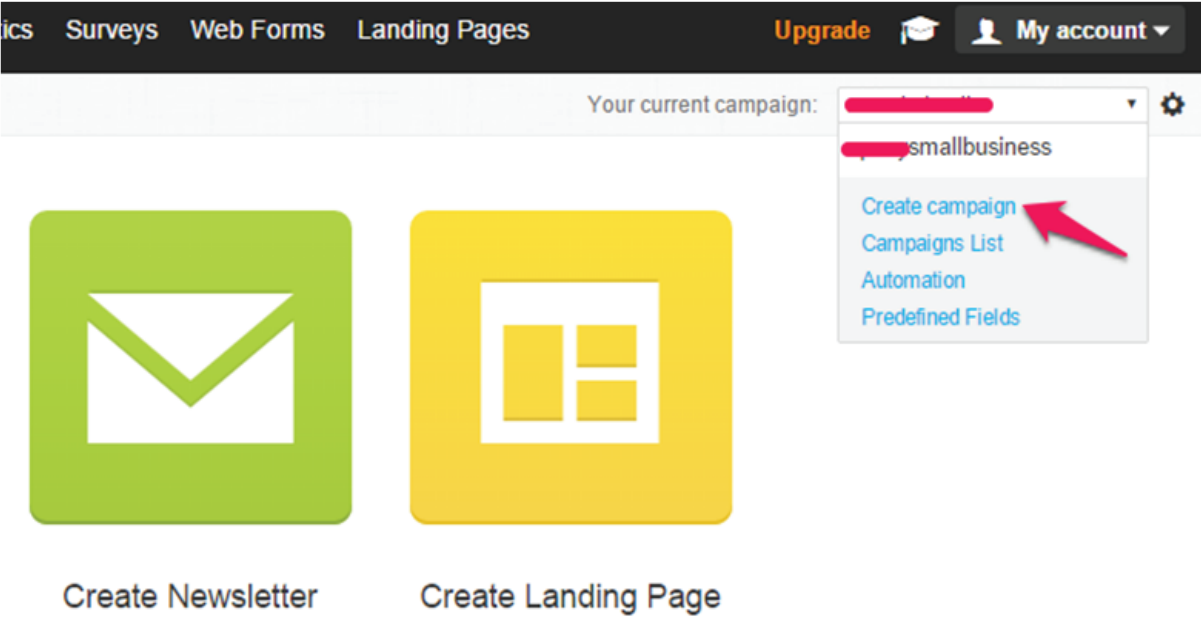 Surveys Web Forms Landing Pages Upgrade My account
Your current campaign:
smallbusiness
Create campaign
Campaigns List
Automation
Predefined Fields
Create Newsletter Create Landing Page